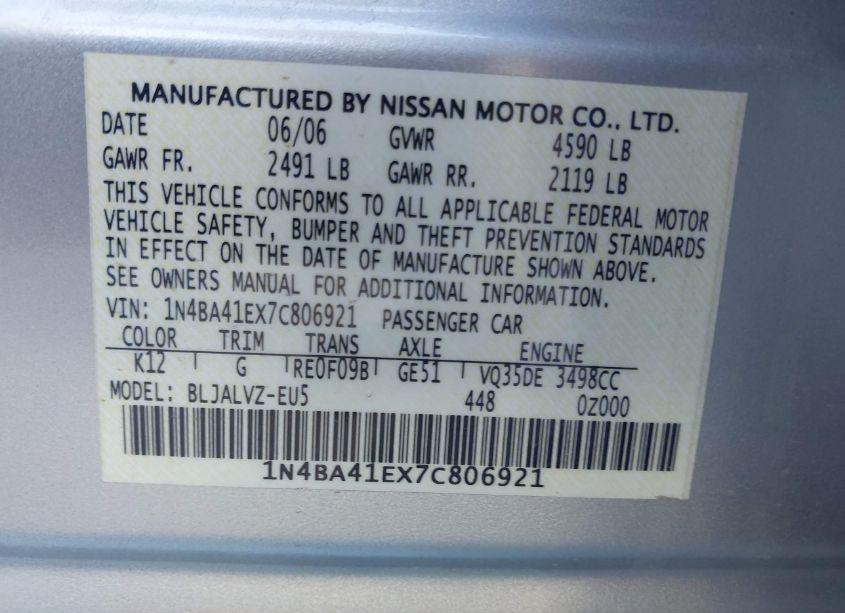 MANUFACTURED BY NISSAN MOTOR CO., LTD.
DATE 06/06 GVWR 4590 LB
GAWR FR. 2491 LB GAWR RR. 2119 LB
THIS VEHICLE CONFORMS TO ALL APPLICABLE FEDERAL MOTOR
VEHICLE SAFETY, BUMPER AND THEFT PREVENTION STANDARDS
IN EFFECT ON THE DATE OF MANUFACTURE SHOWN ABOVE.
SEE OWNERS MANUAL FOR ADDITIONAL INFORMATION.
VIN: 1N4BA41EX7C806921 PASSENGER CAR
COLOR TRIM TRANS AXLE ENGINE
K12 G RE0F09B GE51 VQ35DE 3498CC
MODEL: BLJALVZ-EU5 448 0Z000
1N4BA41EX7C806921